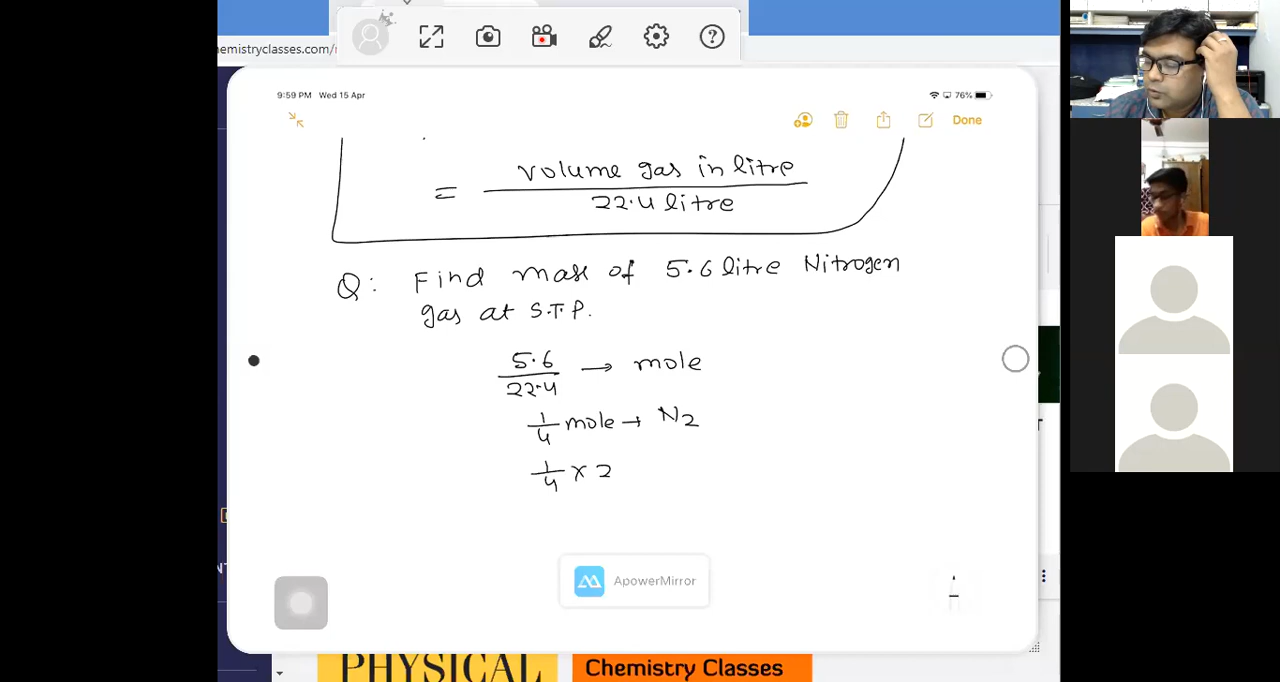 emistryclasses.com/
9:59 PM Wed 15 Apr
76%
Done
= volume gas in litre
22.4 litre
Q: Find mass of 5.6 litre Nitrogen
gas at S.T.P.
5.6
22.4 → mole
1/4 mole → N2
1/4 x 2
ApowerMirror
PHYSICAL
Chemistry Classes